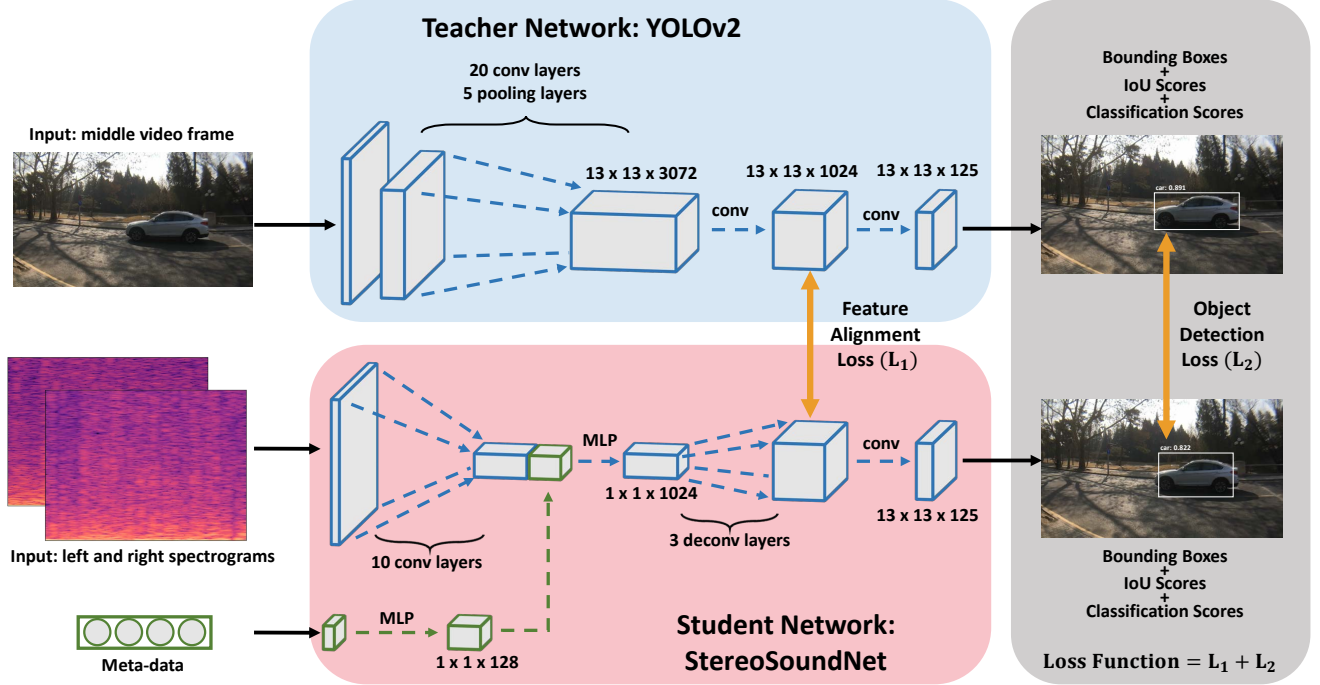 Teacher Network: YOLOv2
20 conv layers
5 pooling layers
Input: middle video frame
13 x 13 x 3072
13 x 13 x 1024
13 x 13 x 125
conv
conv
Bounding Boxes
+
IoU Scores
+
Classification Scores
car: 0.891
Feature
Alignment
Loss (L₁)
Object
Detection
Loss (L₂)
Input: left and right spectrograms
10 conv layers
MLP
1 x 1 x 1024
3 deconv layers
conv
13 x 13 x 125
car: 0.822
Bounding Boxes
+
IoU Scores
+
Classification Scores
Meta-data
MLP
1 x 1 x 128
Student Network:
StereoSoundNet
Loss Function = L₁ + L₂